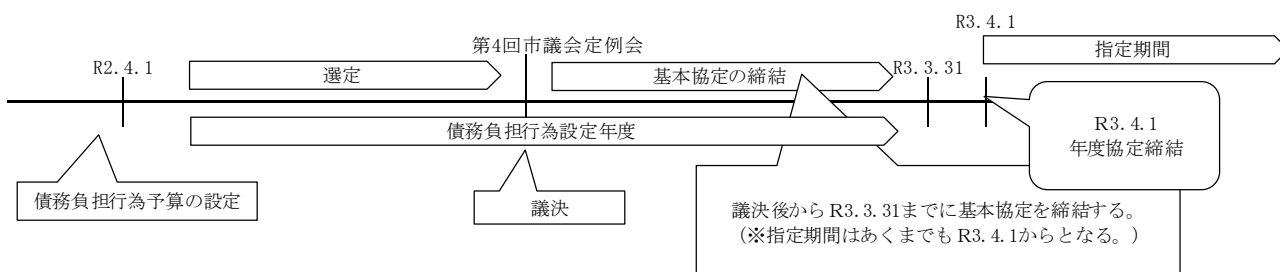 R3.4.1
第4回市議会定例会
指定期間
R2.4.1
選定
基本協定の締結
R3.3.31
債務負担行為設定年度
R3.4.1
年度協定締結
債務負担行為予算の設定
議決
議決後からR3.3.31までに基本協定を締結する。
（※指定期間はあくまでもR3.4.1からとなる。）